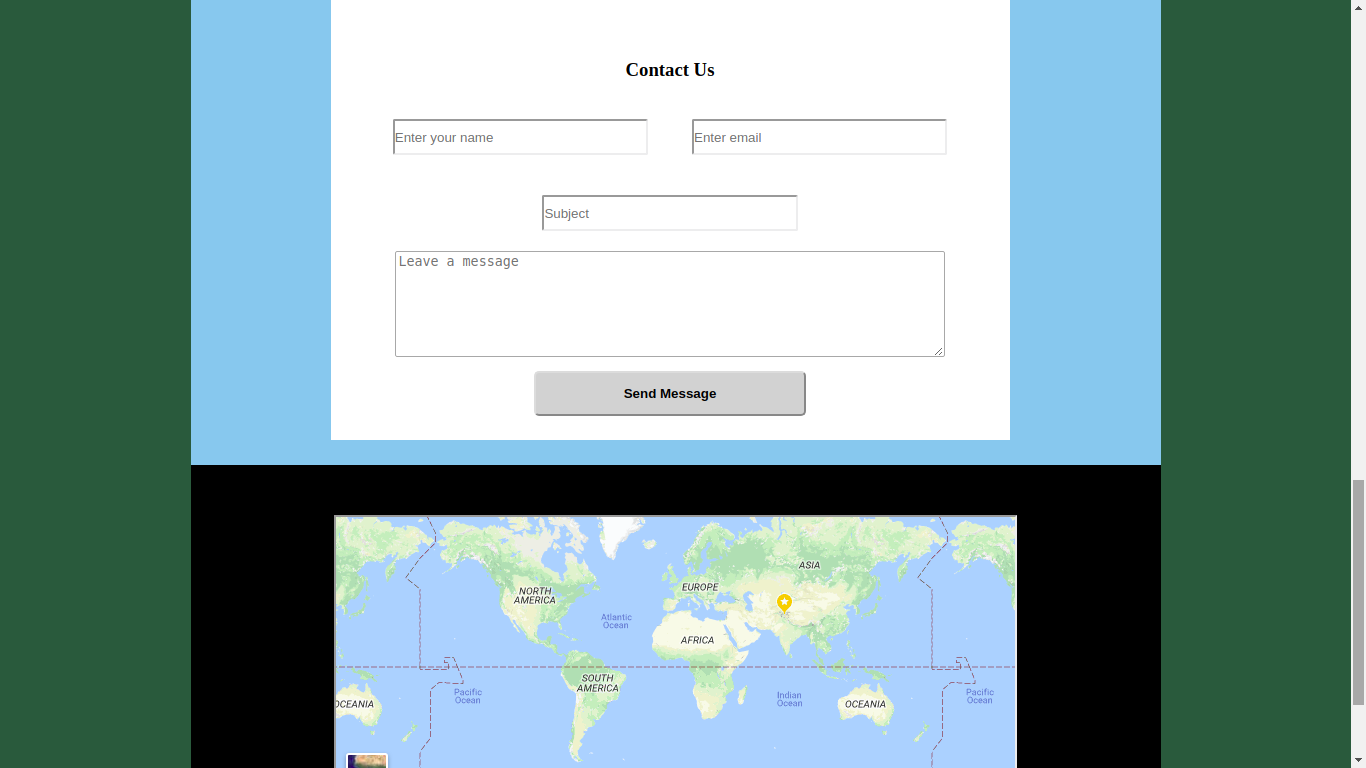 Contact Us
Enter your name
Enter email
Subject
Leave a message
Send Message
ASIA
EUROPE
NORTH
AMERICA
Atlantic
Ocean
AFRICA
SOUTH
AMERICA
Pacific
Ocean
Indian
Ocean
Pacific
Ocean
OCEANIA
OCEANIA